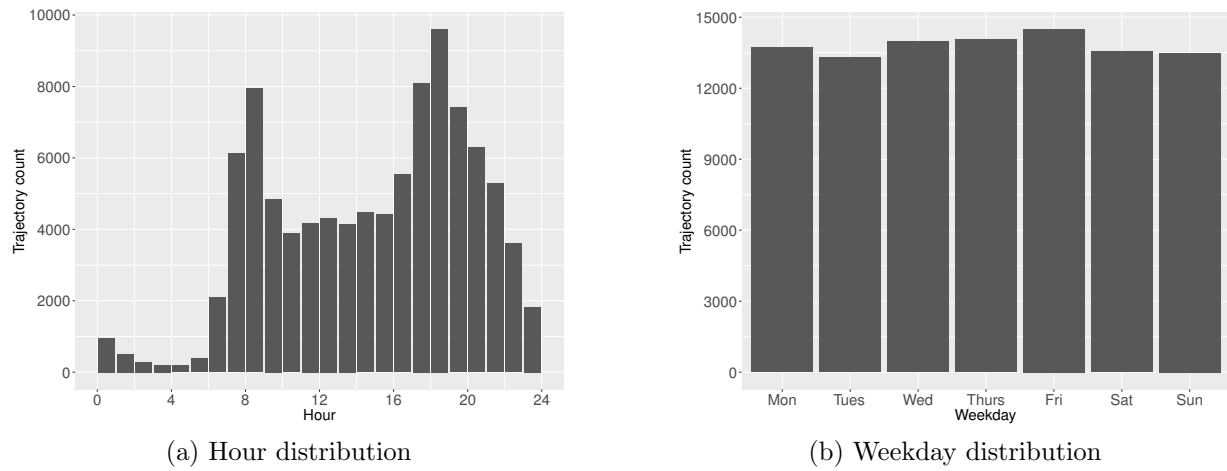 10000
8000
6000
4000
2000
0
Trajectory count
0 4 8 12 16 20 24
Hour
(a) Hour distribution
15000
12000
9000
6000
3000
0
Trajectory count
Mon Tues Wed Thurs Fri Sat Sun
Weekday
(b) Weekday distribution